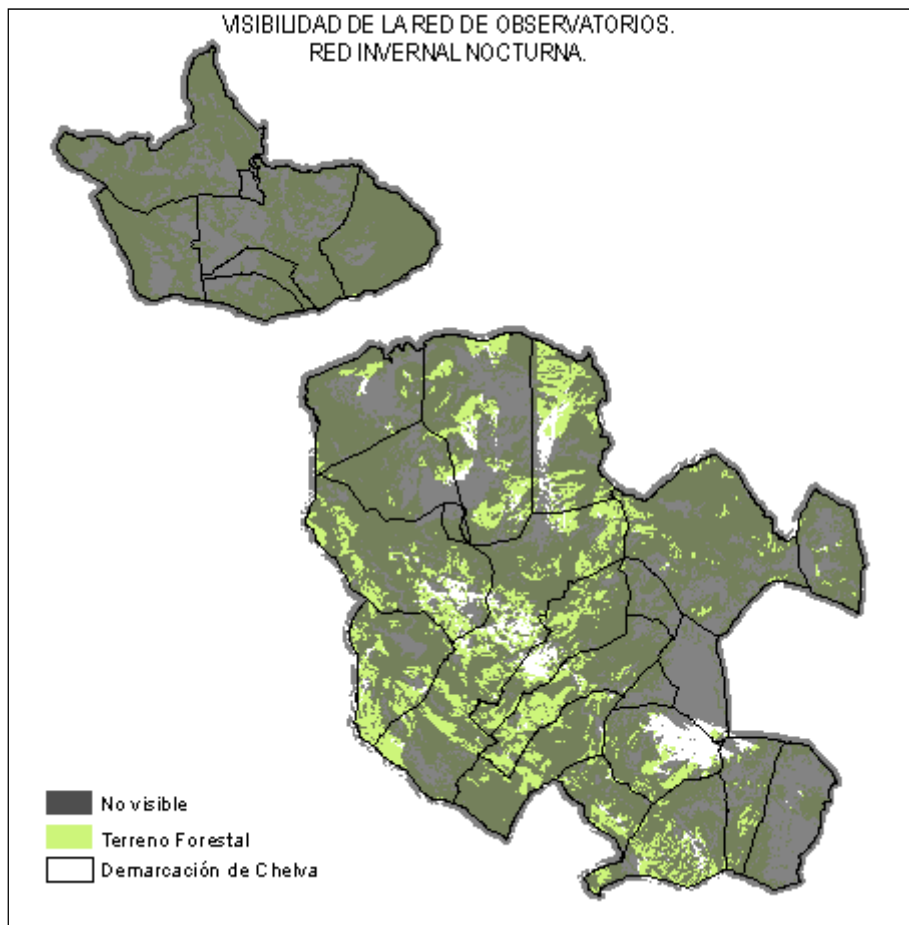 VISIBILIDAD DE LA RED DE OBSERVATORIOS.
RED INVERNAL NOCTURNA.
No visible
Terreno Forestal
Demarcación de Chelva